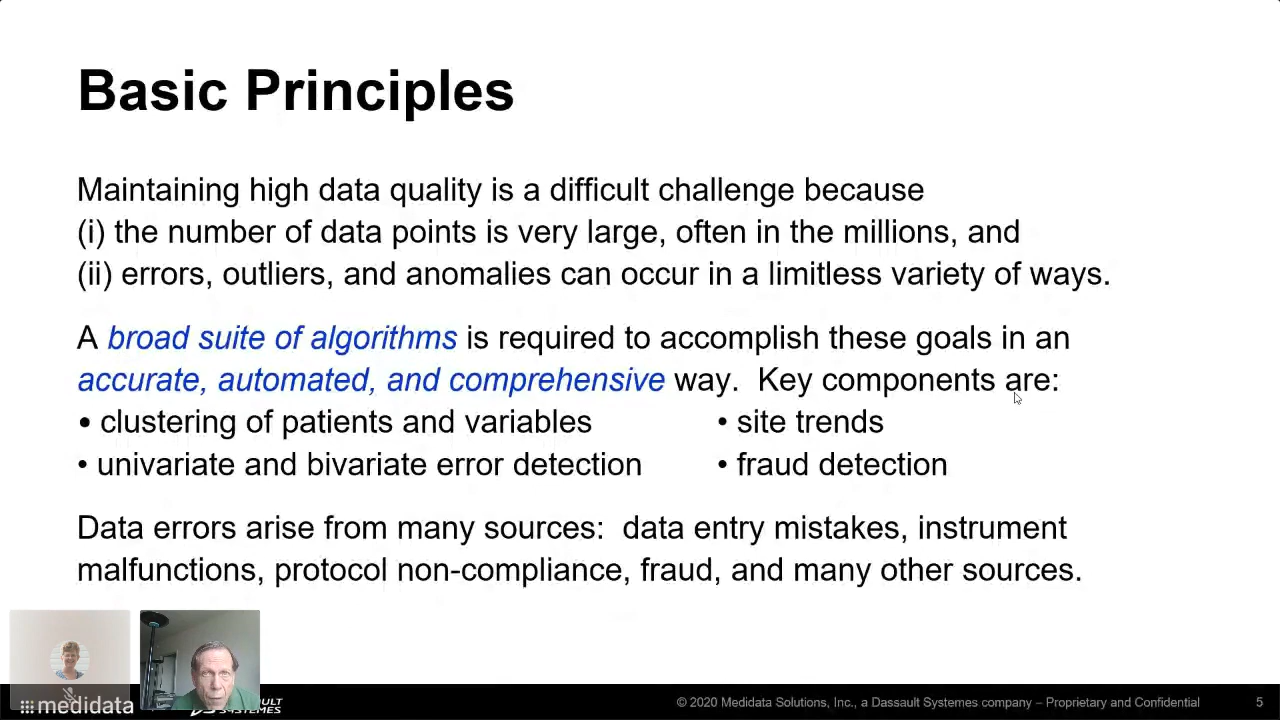 Basic Principles
Maintaining high data quality is a difficult challenge because
(i) the number of data points is very large, often in the millions, and
(ii) errors, outliers, and anomalies can occur in a limitless variety of ways.
A broad suite of algorithms is required to accomplish these goals in an
accurate, automated, and comprehensive way.  Key components are:
• clustering of patients and variables
• site trends
• univariate and bivariate error detection
• fraud detection
Data errors arise from many sources:  data entry mistakes, instrument
malfunctions, protocol non-compliance, fraud, and many other sources.
medidata
SYSTEMES
© 2020 Medidata Solutions, Inc., a Dassault Systemes company – Proprietary and Confidential
5